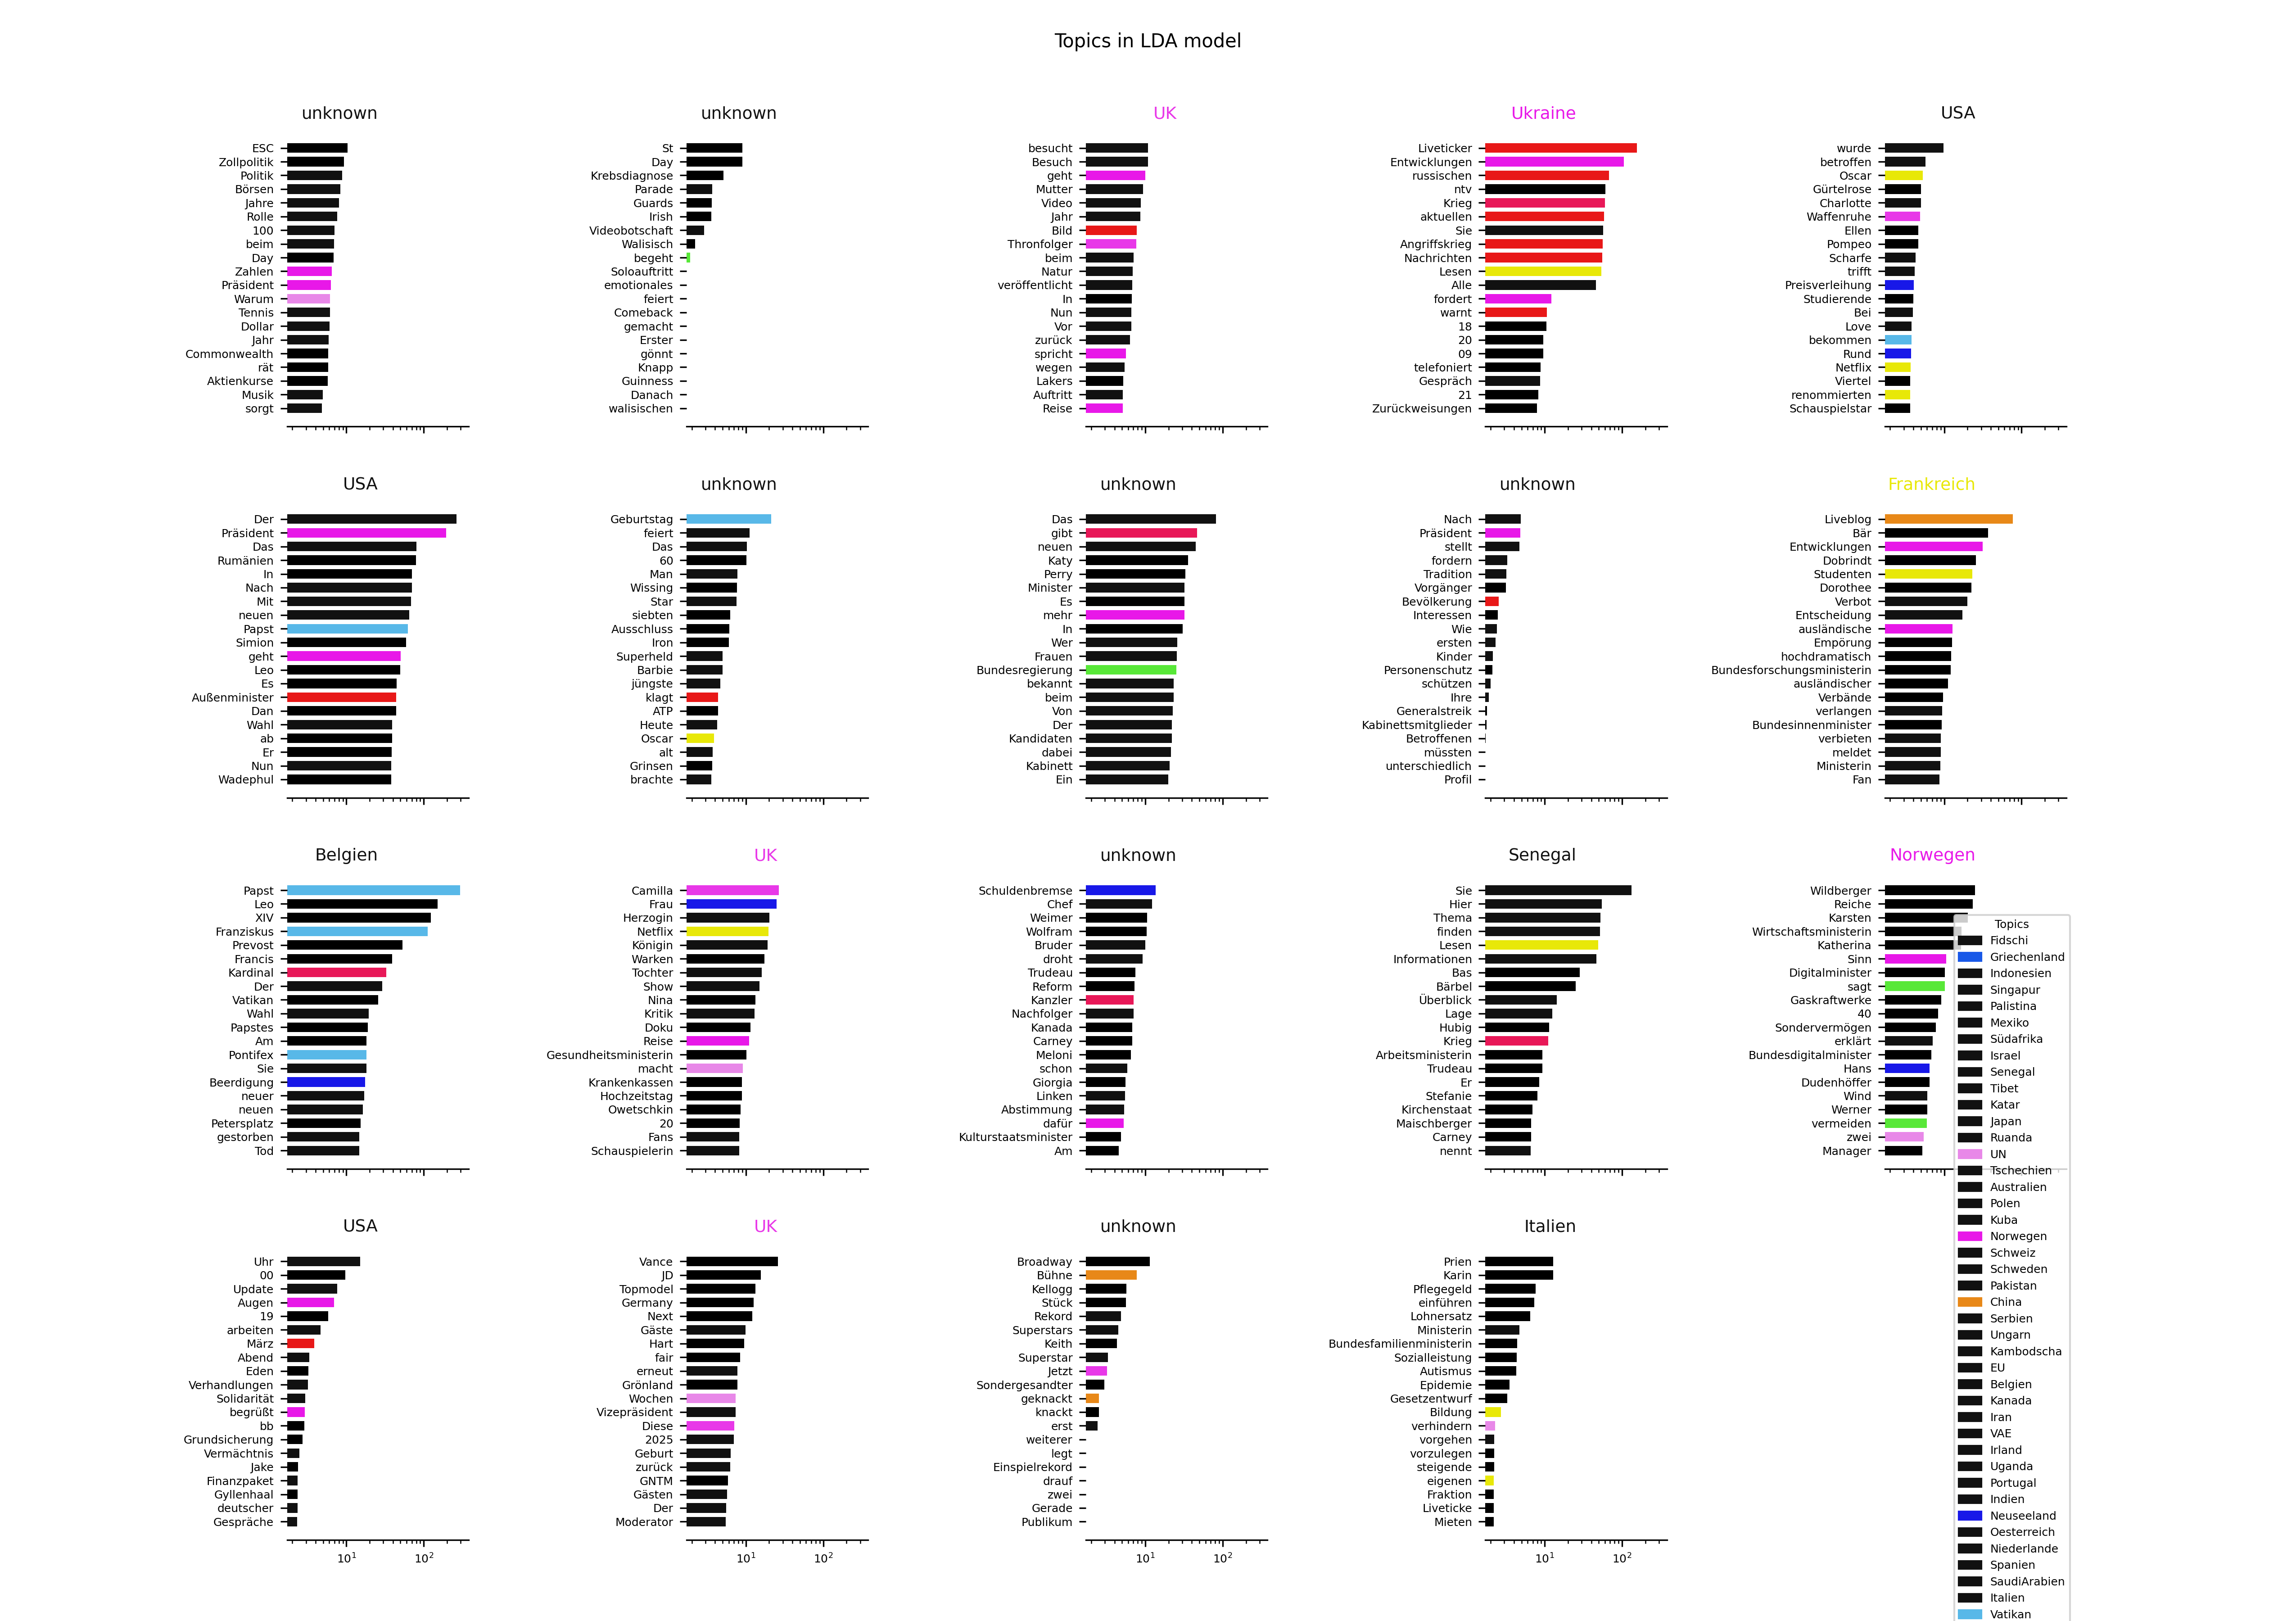 Topics in LDA model
unknown
ESC
Zollpolitik
Politik
Börsen
Jahre
Rolle
100
beim
Day
Zahlen
Präsident
Warum
Tennis
Dollar
Jahr
Commonwealth
rät
Aktienkurse
Musik
sorgt
unknown
St
Day
Krebsdiagnose
Parade
Guards
Irish
Videobotschaft
Walisisch
begeht
Soloauftritt
emotionales
feiert
Comeback
gemacht
Erster
gönnt
Knapp
Guinness
Danach
walisischen
UK
besucht
Besuch
geht
Mutter
Video
Jahr
Bild
Thronfolger
beim
Natur
veröffentlicht
In
Nun
Vor
zurück
spricht
wegen
Lakers
Auftritt
Reise
Ukraine
Liveticker
Entwicklungen
russischen
ntv
Krieg
aktuellen
Sie
Angriffskrieg
Nachrichten
Lesen
Alle
fordert
warnt
18
20
09
telefoniert
Gespräch
21
Zurückweisungen
USA
wurde
betroffen
Oscar
Gürtelrose
Charlotte
Waffenruhe
Ellen
Pompeo
Scharfe
trifft
Preisverleihung
Studierende
Bei
Love
bekommen
Rund
Netflix
Viertel
renommierten
Schauspielstar
USA
Der
Präsident
Das
Rumänien
In
Nach
Mit
neuen
Papst
Simion
geht
Leo
Es
Außenminister
Dan
Wahl
ab
Er
Nun
Wadephul
unknown
Geburtstag
feiert
Das
60
Man
Wissing
Star
siebten
Ausschluss
Iron
Superheld
Barbie
jüngste
klagt
ATP
Heute
Oscar
alt
Grinsen
brachte
unknown
Das
gibt
neuen
Katy
Perry
Minister
Es
mehr
In
Wer
Frauen
Bundesregierung
bekannt
beim
Von
Der
Kandidaten
dabei
Kabinett
Ein
unknown
Nach
Präsident
stellt
fordern
Tradition
Vorgänger
Bevölkerung
Interessen
Wie
ersten
Kinder
Personenschutz
schützen
Ihre
Generalstreik
Kabinettsmitglieder
Betroffenen
müssten
unterschiedlich
Profil
Frankreich
Liveblog
Bär
Entwicklungen
Dobrindt
Studenten
Dorothee
Verbot
Entscheidung
ausländische
Empörung
hochdramatisch
Bundesforschungsministerin
ausländischer
Verbände
verlangen
Bundesinnenminister
verbieten
meldet
Ministerin
Fan
Belgien
Papst
Leo
XIV
Franziskus
Prevost
Francis
Kardinal
Der
Vatikan
Wahl
Papstes
Am
Pontifex
Sie
Beerdigung
neuer
neuen
Petersplatz
gestorben
Tod
UK
Camilla
Frau
Herzogin
Netflix
Königin
Warken
Tochter
Show
Nina
Kritik
Doku
Reise
Gesundheitsministerin
macht
Krankenkassen
Hochzeitstag
Owetschkin
20
Fans
Schauspielerin
unknown
Schuldenbremse
Chef
Weimer
Wolfram
Bruder
droht
Trudeau
Reform
Kanzler
Nachfolger
Kanada
Carney
Meloni
schon
Giorgia
Linken
Abstimmung
dafür
Kulturstaatsminister
Am
Senegal
Sie
Hier
Thema
finden
Lesen
Informationen
Bas
Bärbel
Überblick
Lage
Hubig
Krieg
Arbeitsministerin
Trudeau
Er
Stefanie
Kirchenstaat
Maischberger
Carney
nennt
Norwegen
Wildberger
Reiche
Karsten
Wirtschaftsministerin
Katherina
Sinn
Digitalminister
sagt
Gaskraftwerke
40
Sondervermögen
erklärt
Bundesdigitalminister
Hans
Dudenhöffer
Wind
Werner
vermeiden
zwei
Manager
Topics
Fidschi
Griechenland
Indonesien
Singapur
Palistina
Mexiko
Südafrika
Israel
Senegal
Tibet
Katar
Japan
Ruanda
UN
Tschechien
Australien
Polen
Kuba
Norwegen
Schweiz
Schweden
Pakistan
China
Serbien
Ungarn
Kambodscha
EU
Belgien
Kanada
Iran
VAE
Irland
Uganda
Portugal
Indien
Neuseeland
Oesterreich
Niederlande
Spanien
SaudiArabien
Italien
Vatikan
USA
Uhr
00
Update
Augen
19
arbeiten
März
Abend
Eden
Verhandlungen
Solidarität
begrüßt
bb
Grundsicherung
Vermächtnis
Jake
Finanzpaket
Gyllenhaal
deutscher
Gespräche
10¹ 10²
UK
Vance
JD
Topmodel
Germany
Next
Gäste
Hart
fair
erneut
Grönland
Wochen
Vizepräsident
Diese
2025
Geburt
zurück
GNTM
Gästen
Der
Moderator
10¹ 10²
unknown
Broadway
Bühne
Kellogg
Stück
Rekord
Superstars
Keith
Superstar
Jetzt
Sondergesandter
geknackt
knackt
erst
weiterer
legt
Einspielrekord
drauf
zwei
Gerade
Publikum
10¹ 10²
Italien
Prien
Karin
Pflegegeld
einführen
Lohnersatz
Ministerin
Bundesfamilienministerin
Sozialleistung
Autismus
Epidemie
Gesetzentwurf
Bildung
verhindern
vorgehen
vorzulegen
steigende
eigenen
Fraktion
Liveticke
Mieten
10¹ 10²